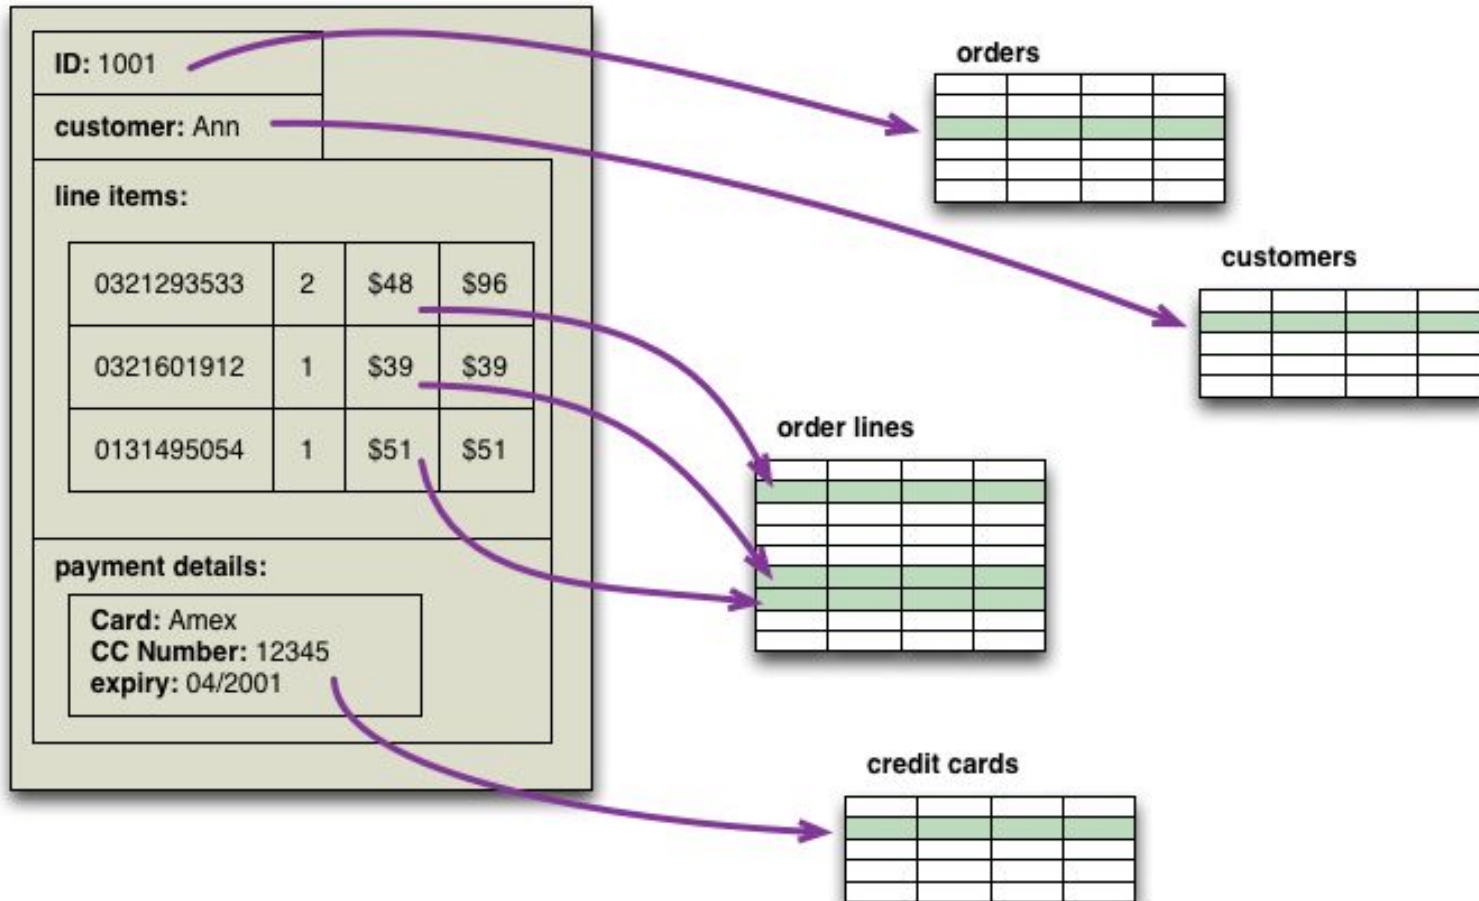 ID: 1001
customer: Ann
line items:
0321293533 2 $48 $96
0321601912 1 $39 $39
0131495054 1 $51 $51
payment details:
Card: Amex
CC Number: 12345
expiry: 04/2001
orders
customers
order lines
credit cards